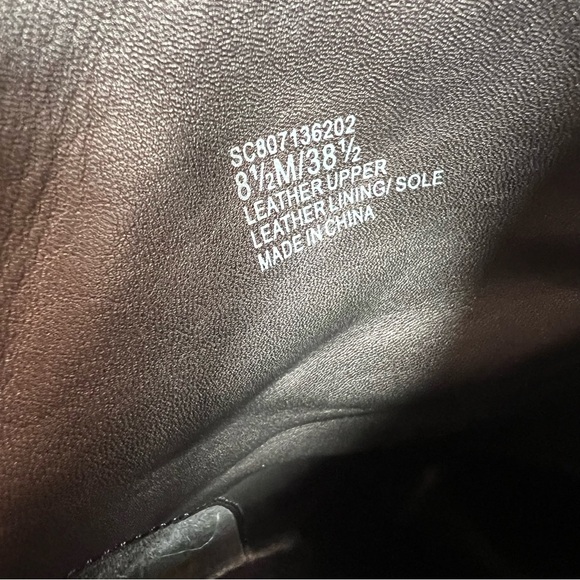 SC807136202
8½M/38½
LEATHER UPPER
LEATHER LINING/ SOLE
MADE IN CHINA